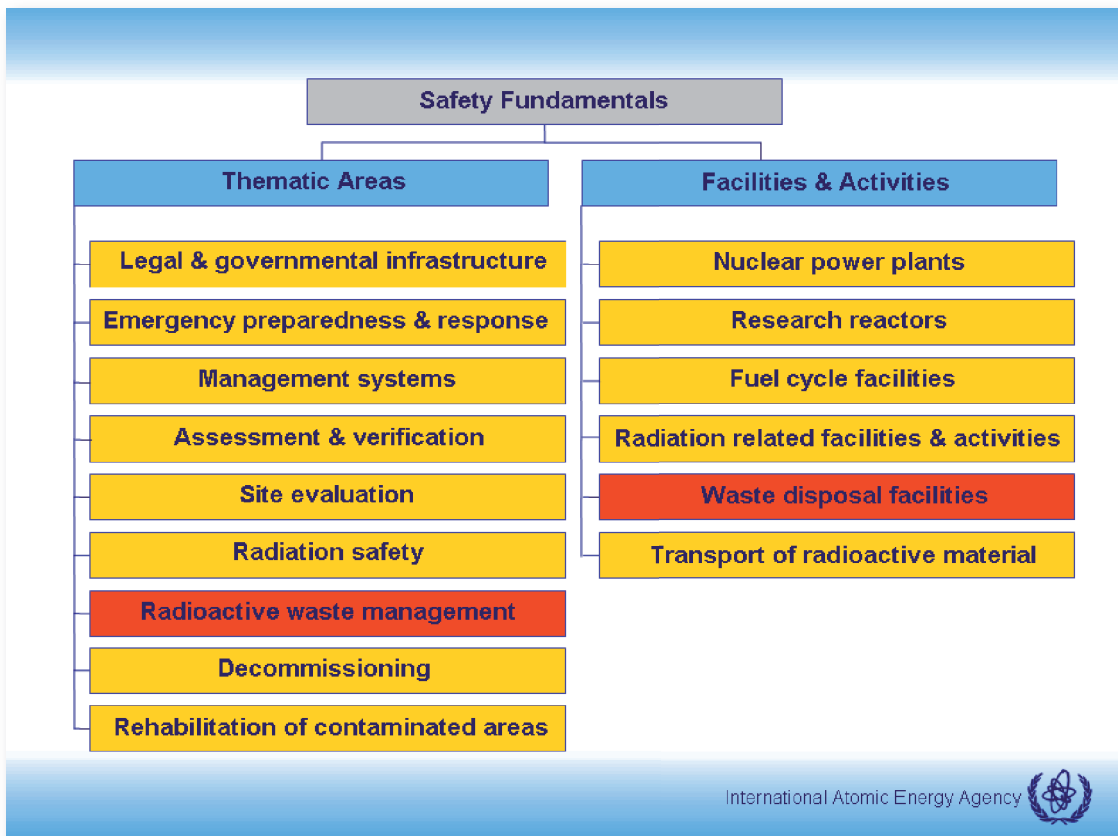 Safety Fundamentals
Thematic Areas
Legal & governmental infrastructure
Emergency preparedness & response
Management systems
Assessment & verification
Site evaluation
Radiation safety
Radioactive waste management
Decommissioning
Rehabilitation of contaminated areas
Facilities & Activities
Nuclear power plants
Research reactors
Fuel cycle facilities
Radiation related facilities & activities
Waste disposal facilities
Transport of radioactive material
International Atomic Energy Agency